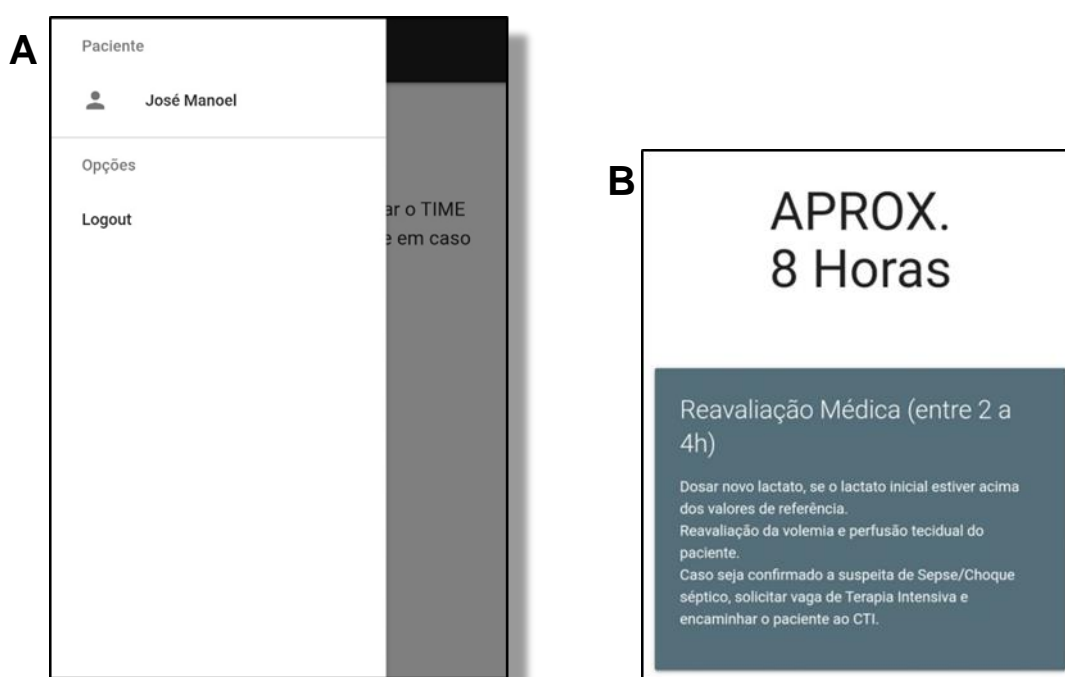 A
Paciente
José Manoel
Opções
Logout
ar o TIME
e em caso
B
APROX.
8 Horas
Reavaliação Médica (entre 2 a
4h)
Dosar novo lactato, se o lactato inicial estiver acima
dos valores de referência.
Reavaliação da volemia e perfusão tecidual do
paciente.
Caso seja confirmado a suspeita de Sepse/Choque
séptico, solicitar vaga de Terapia Intensiva e
encaminhar o paciente ao CTI.